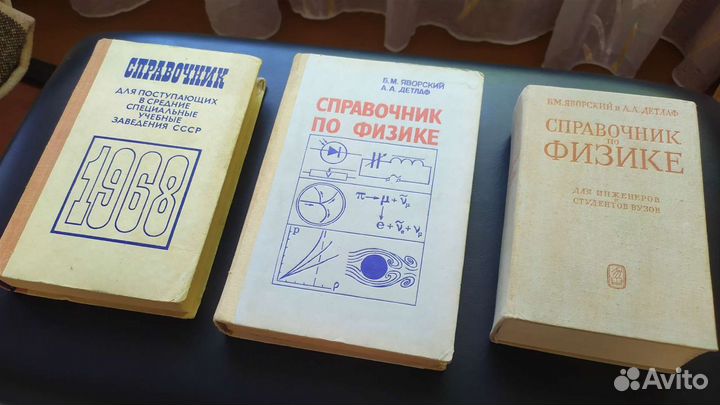 СПРАВОЧНИК
ДЛЯ ПОСТУПАЮЩИХ
В СРЕДНИЕ
СПЕЦИАЛЬНЫЕ
УЧЕБНЫЕ
ЗАВЕДЕНИЯ СССР
1968
Б.М. ЯВОРСКИЙ
А.А. ДЕТЛАФ
СПРАВОЧНИК
ПО ФИЗИКЕ
π→μ+ν̃μ
e+ν̃e+νμ
p
ρ
Б.М. ЯВОРСКИЙ и А.А. ДЕТЛАФ
СПРАВОЧНИК
ПО
ФИЗИКЕ
ДЛЯ ИНЖЕНЕРОВ
И
СТУДЕНТОВ ВУЗОВ
Avito